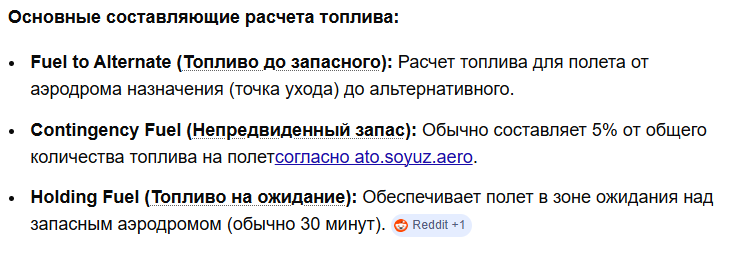 Основные составляющие расчета топлива:
• Fuel to Alternate (Топливо до запасного): Расчет топлива для полета от
аэродрома назначения (точка ухода) до альтернативного.
• Contingency Fuel (Непредвиденный запас): Обычно составляет 5% от общего
количества топлива на полетсогласно ato.soyuz.aero.
• Holding Fuel (Топливо на ожидание): Обеспечивает полет в зоне ожидания над
запасным аэродромом (обычно 30 минут). Reddit +1